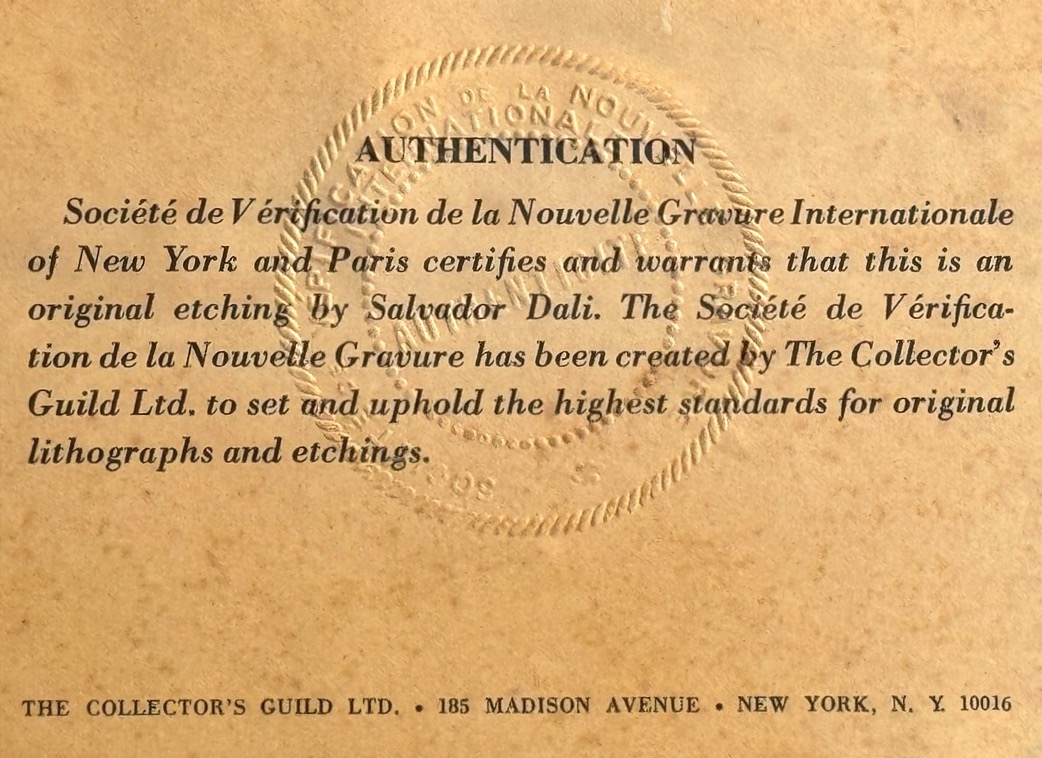 AUTHENTICATION
Société de Vérification de la Nouvelle Gravure Internationale
of New York and Paris certifies and warrants that this is an
original etching by Salvador Dali. The Société de Vérifica-
tion de la Nouvelle Gravure has been created by The Collector's
Guild Ltd. to set and uphold the highest standards for original
lithographs and etchings.
THE COLLECTOR'S GUILD LTD. • 185 MADISON AVENUE • NEW YORK, N. Y. 10016
DE LA